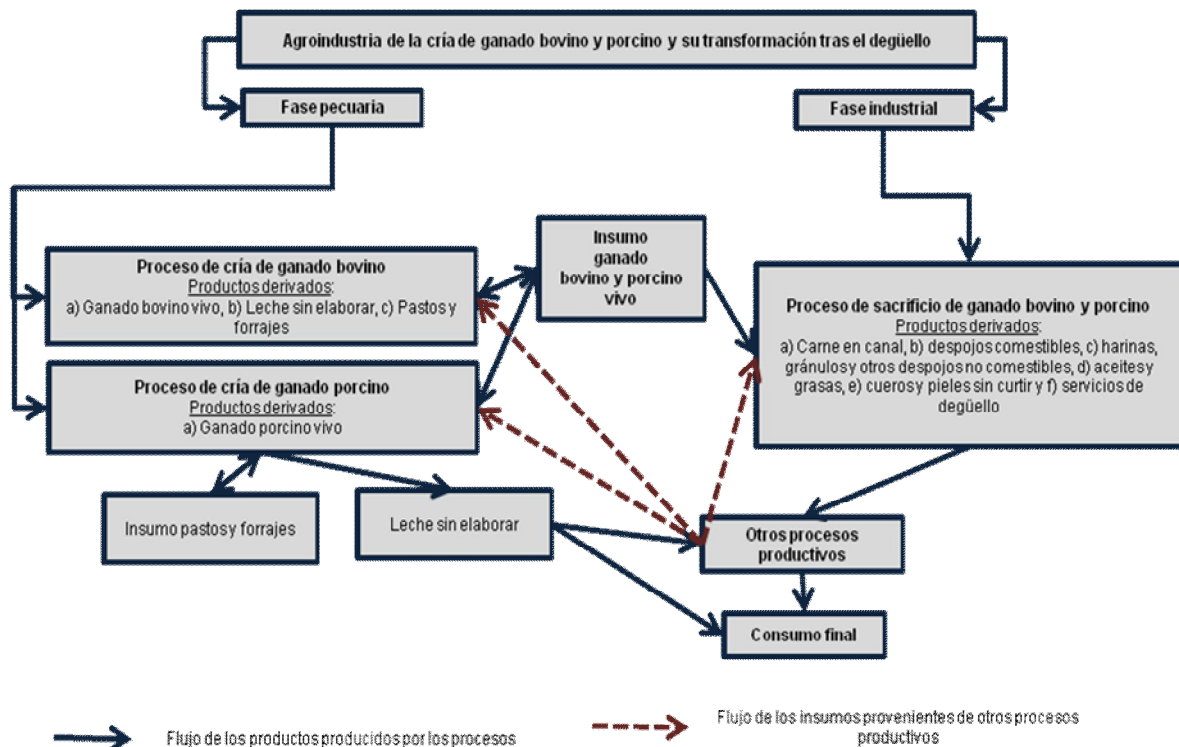 Agroindustria de la cría de ganado bovino y porcino y su transformación tras el degüello
Fase pecuaria
Fase industrial
Insumo
ganado
bovino y porcino
vivo
Proceso de cría de ganado bovino
Productos derivados:
a) Ganado bovino vivo, b) Leche sin elaborar, c) Pastos y
forrajes
Proceso de sacrificio de ganado bovino y porcino
Productos derivados:
a) Carne en canal, b) despojos comestibles, c) harinas,
gránulos y otros despojos no comestibles, d) aceites y
grasas, e) cueros y pieles sin curtir y f) servicios de
degüello
Proceso de cría de ganado porcino
Productos derivados:
a) Ganado porcino vivo
Insumo pastos y forrajes
Leche sin elaborar
Otros procesos
productivos
Consumo final
Flujo de los productos producidos por los procesos
Flujo de los insumos provenientes de otros procesos
productivos